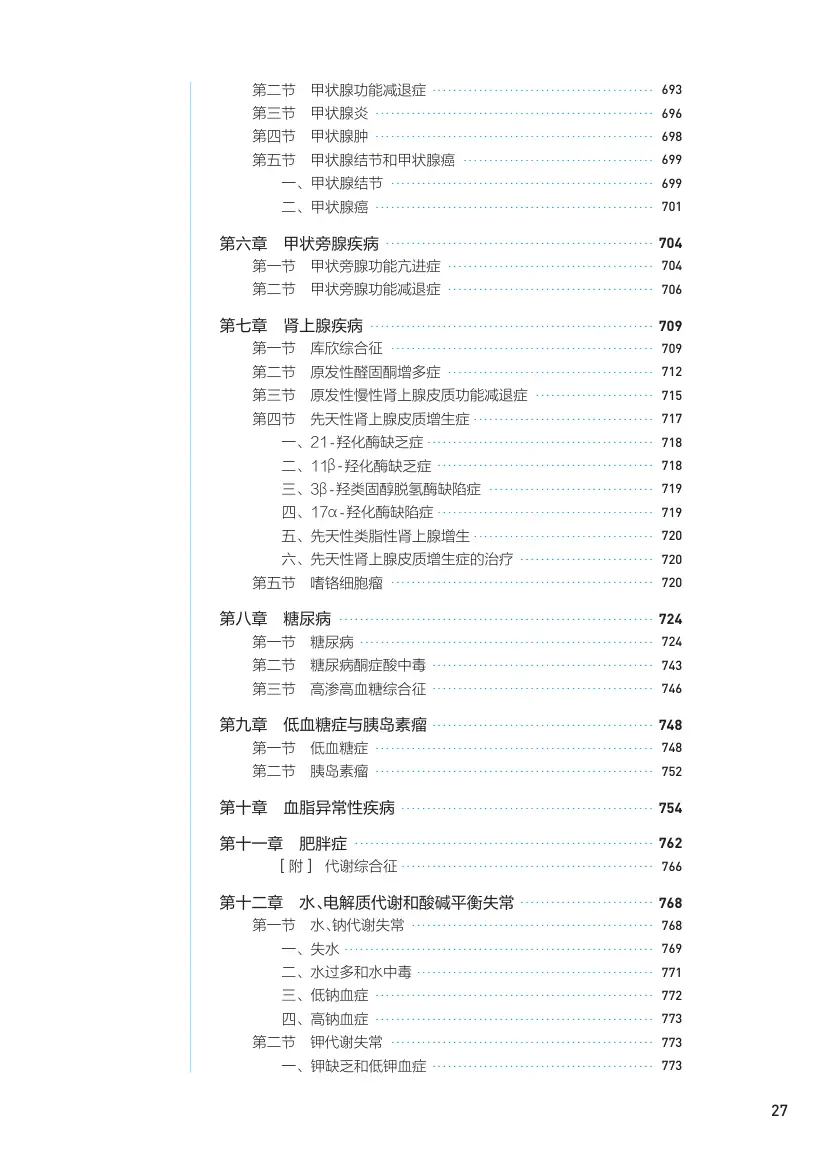 第二节　甲状腺功能减退症 693
第三节　甲状腺炎 696
第四节　甲状腺肿 698
第五节　甲状腺结节和甲状腺癌 699
一、甲状腺结节 699
二、甲状腺癌 701
第六章　甲状旁腺疾病 704
第一节　甲状旁腺功能亢进症 704
第二节　甲状旁腺功能减退症 706
第七章　肾上腺疾病 709
第一节　库欣综合征 709
第二节　原发性醛固酮增多症 712
第三节　原发性慢性肾上腺皮质功能减退症 715
第四节　先天性肾上腺皮质增生症 717
一、21-羟化酶缺乏症 718
二、11β-羟化酶缺乏症 718
三、3β-羟类固醇脱氢酶缺陷症 719
四、17α-羟化酶缺陷症 719
五、先天性类脂性肾上腺增生 720
六、先天性肾上腺皮质增生症的治疗 720
第五节　嗜铬细胞瘤 720
第八章　糖尿病 724
第一节　糖尿病 724
第二节　糖尿病酮症酸中毒 743
第三节　高渗高血糖综合征 746
第九章　低血糖症与胰岛素瘤 748
第一节　低血糖症 748
第二节　胰岛素瘤 752
第十章　血脂异常性疾病 754
第十一章　肥胖症 762
［附］ 代谢综合征 766
第十二章　水、电解质代谢和酸碱平衡失常 768
第一节　水、钠代谢失常 768
一、失水 769
二、水过多和水中毒 771
三、低钠血症 772
四、高钠血症 773
第二节　钾代谢失常 773
一、钾缺乏和低钾血症 773
27